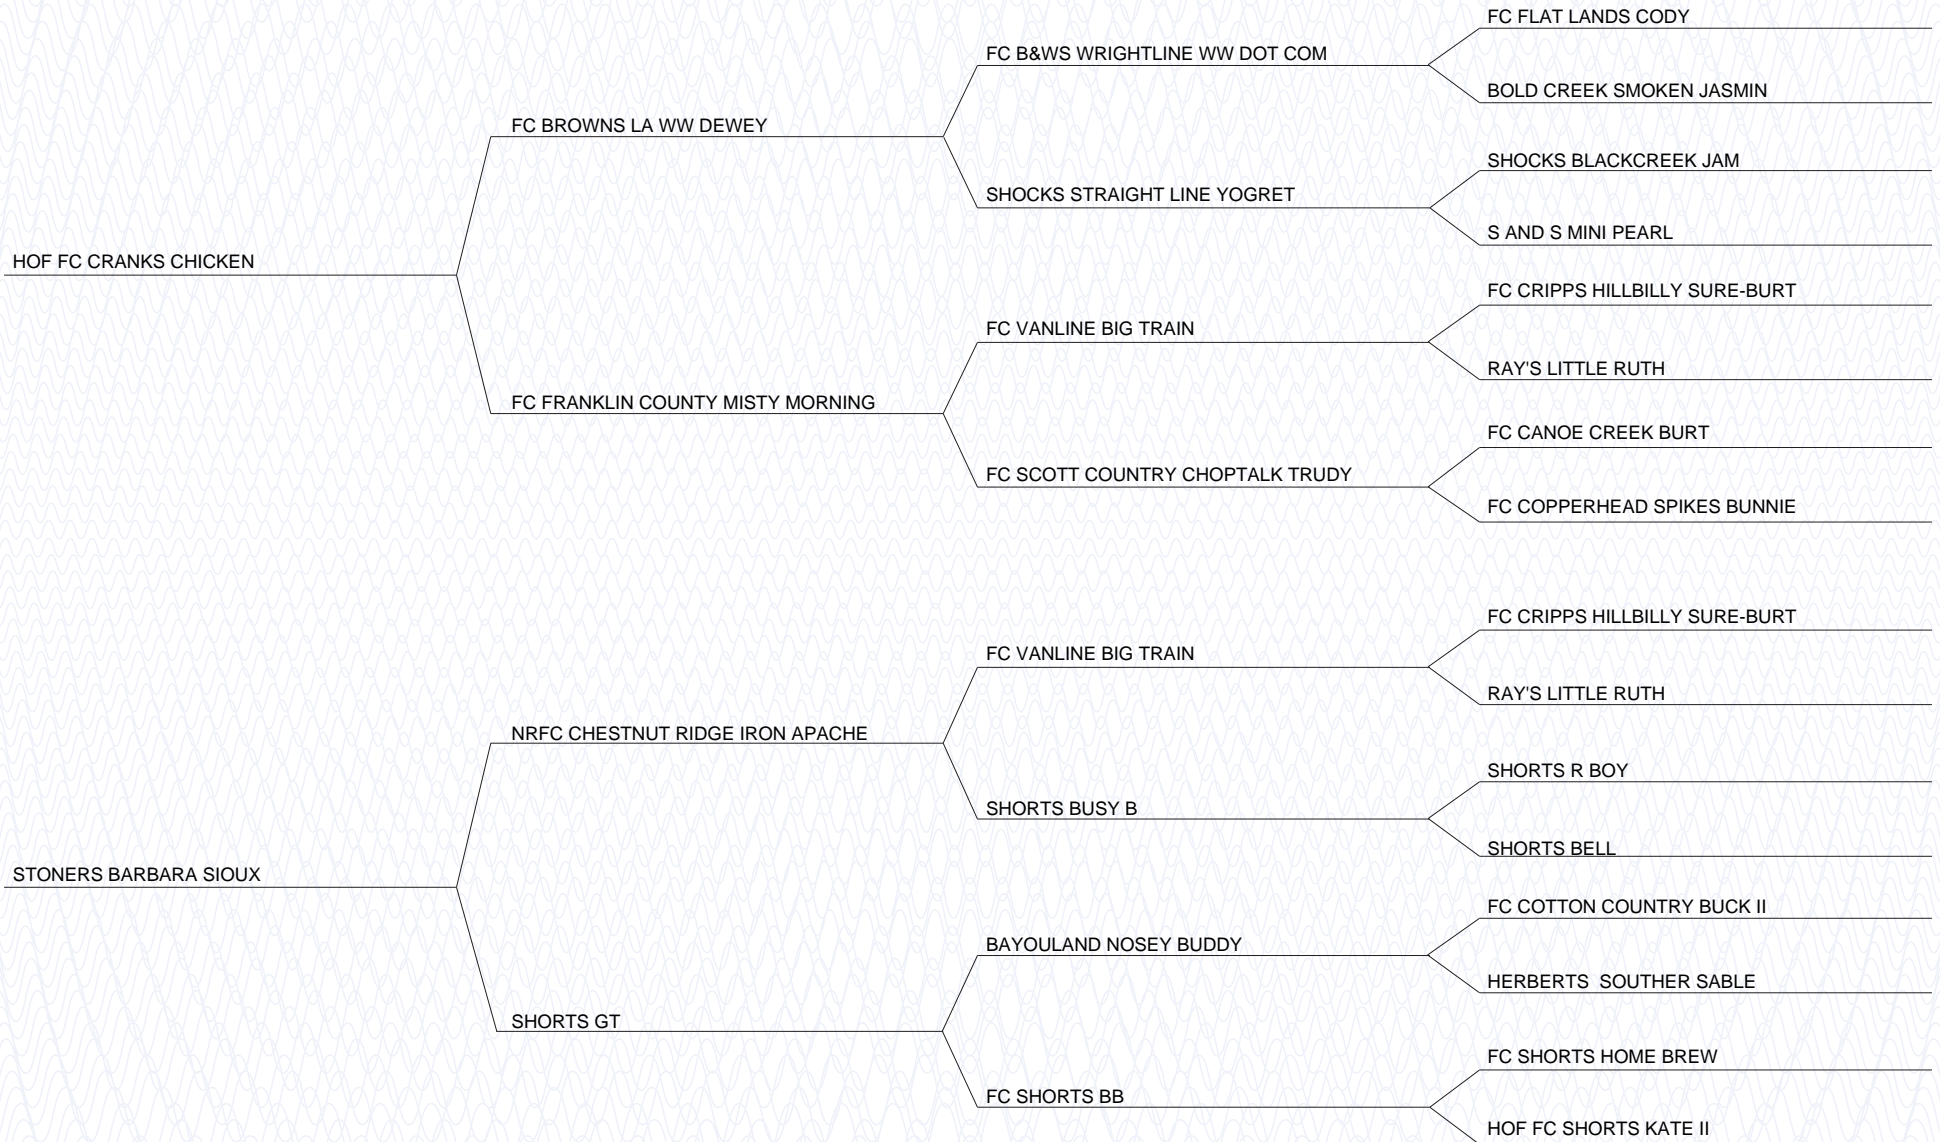 FC FLAT LANDS CODY
FC B&WS WRIGHTLINE WW DOT COM
BOLD CREEK SMOKEN JASMIN
FC BROWNS LA WW DEWEY
SHOCKS BLACKCREEK JAM
SHOCKS STRAIGHT LINE YOGRET
S AND S MINI PEARL
HOF FC CRANKS CHICKEN
FC CRIPPS HILLBILLY SURE-BURT
FC VANLINE BIG TRAIN
RAY'S LITTLE RUTH
FC FRANKLIN COUNTY MISTY MORNING
FC CANOE CREEK BURT
FC SCOTT COUNTRY CHOPTALK TRUDY
FC COPPERHEAD SPIKES BUNNIE
FC CRIPPS HILLBILLY SURE-BURT
FC VANLINE BIG TRAIN
RAY'S LITTLE RUTH
NRFC CHESTNUT RIDGE IRON APACHE
SHORTS R BOY
SHORTS BUSY B
SHORTS BELL
STONERS BARBARA SIOUX
FC COTTON COUNTRY BUCK II
BAYOULAND NOSEY BUDDY
HERBERTS  SOUTHER SABLE
SHORTS GT
FC SHORTS HOME BREW
FC SHORTS BB
HOF FC SHORTS KATE II